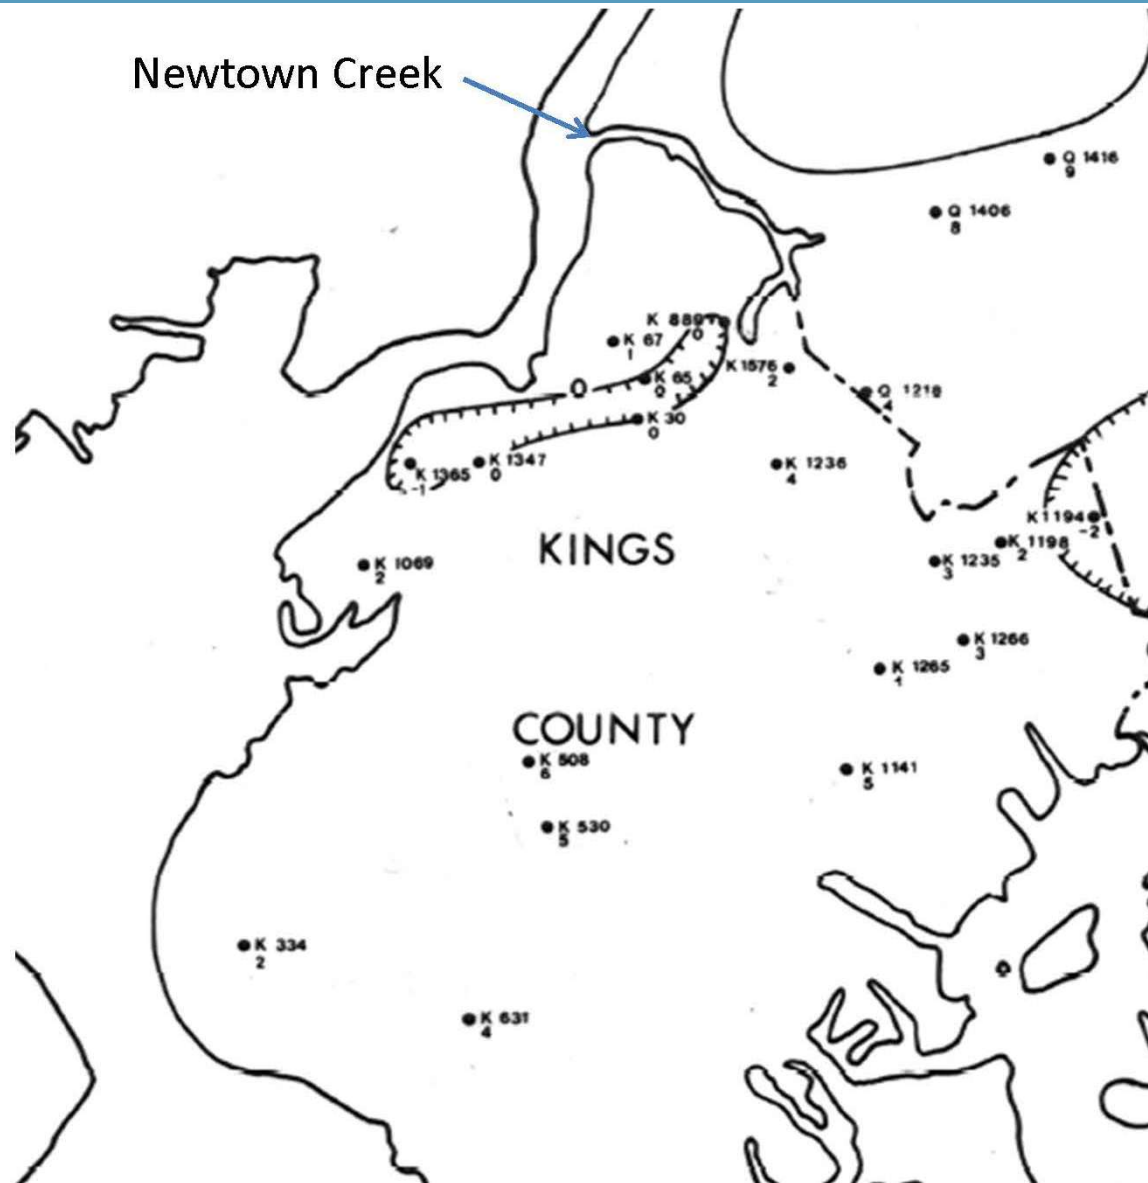 Newtown Creek
Q 1416
9
Q 1406
8
K 889
0
K 67
1
K 1576
2
K 65
0
0
Q 1218
4
K 30
0
K 1365
-1
K 1347
0
K 1236
4
K 1194
-2
K 1198
2
K 1235
3
KINGS
K 1069
2
K 1266
3
K 1265
1
COUNTY
K 508
6
K 1141
5
K 530
5
K 334
2
K 631
4